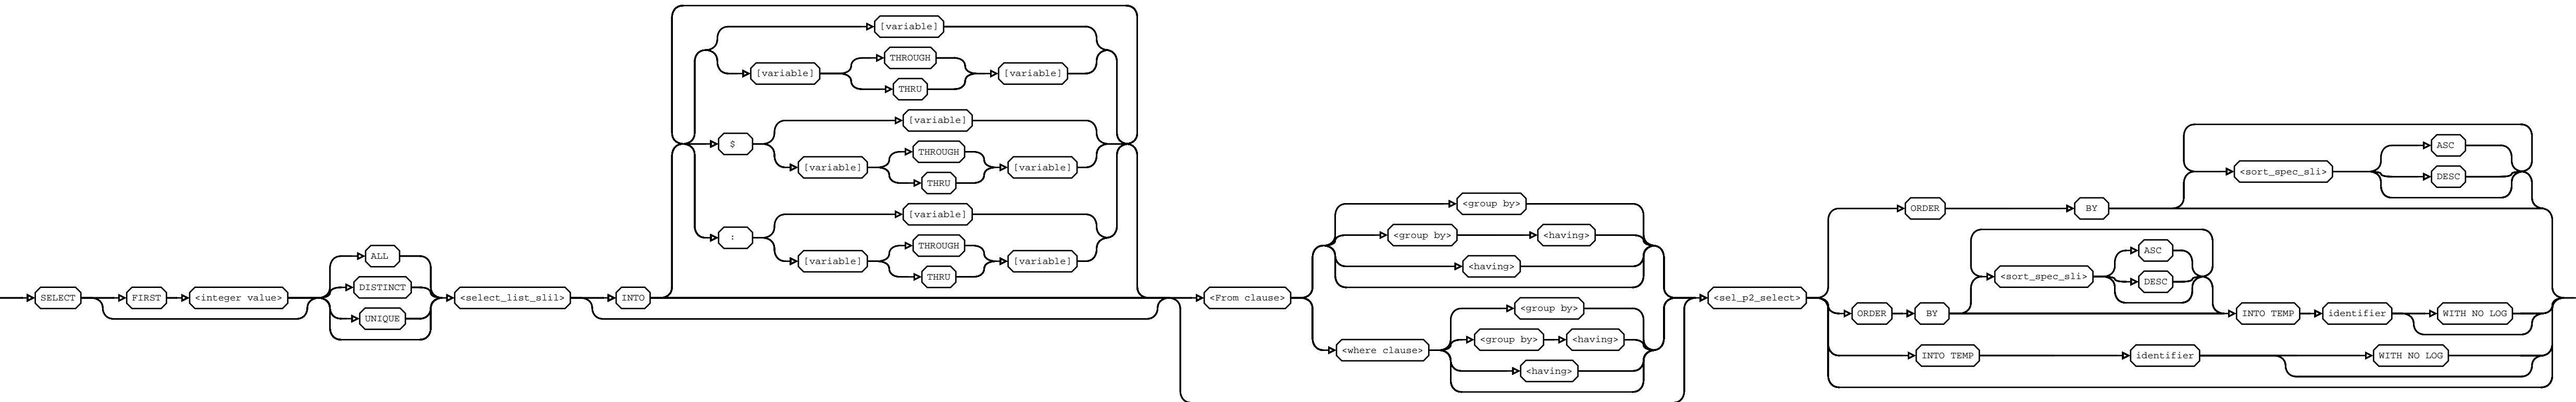 [variable]
THROUGH
[variable] [variable]
THRU
[variable]
$
THROUGH
[variable] [variable]
THRU
[variable]
:
THROUGH
[variable] [variable]
THRU
SELECT FIRST <integer value>
ALL
DISTINCT
UNIQUE
<select_list_slil> INTO <From clause>
<group by>
<group by> <having>
<having>
<where clause>
<group by>
<group by> <having>
<having>
<sel_p2_select>
ORDER BY
<sort_spec_sli>
ASC
DESC
ORDER BY
<sort_spec_sli>
ASC
DESC
INTO TEMP identifier WITH NO LOG
INTO TEMP identifier WITH NO LOG